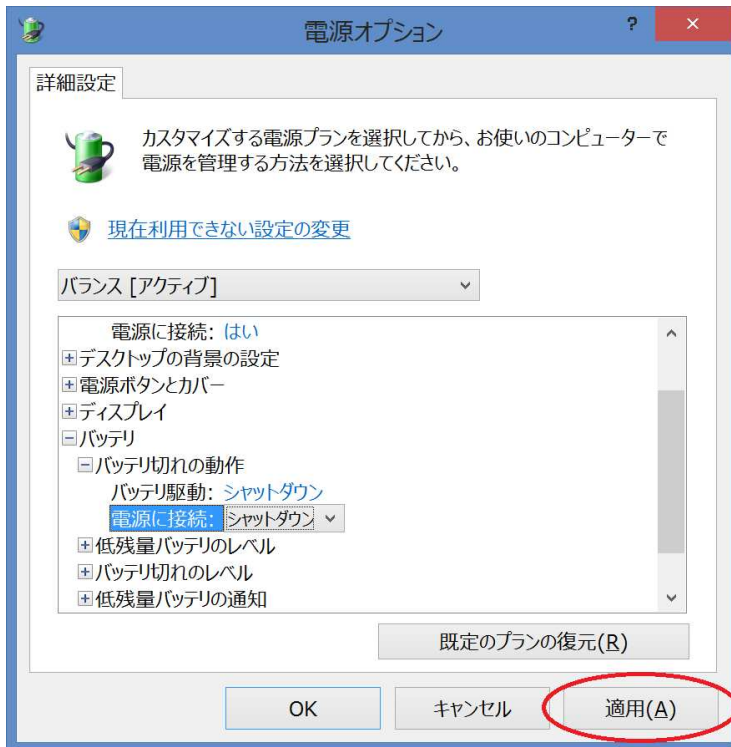 電源オプション
?
×
詳細設定
カスタマイズする電源プランを選択してから、お使いのコンピューターで
電源を管理する方法を選択してください。
現在利用できない設定の変更
バランス [アクティブ]
電源に接続: はい
デスクトップの背景の設定
電源ボタンとカバー
ディスプレイ
バッテリ
バッテリ切れの動作
バッテリ駆動: シャットダウン
電源に接続: シャットダウン
低残量バッテリのレベル
バッテリ切れのレベル
低残量バッテリの通知
既定のプランの復元(R)
OK
キャンセル
適用(A)